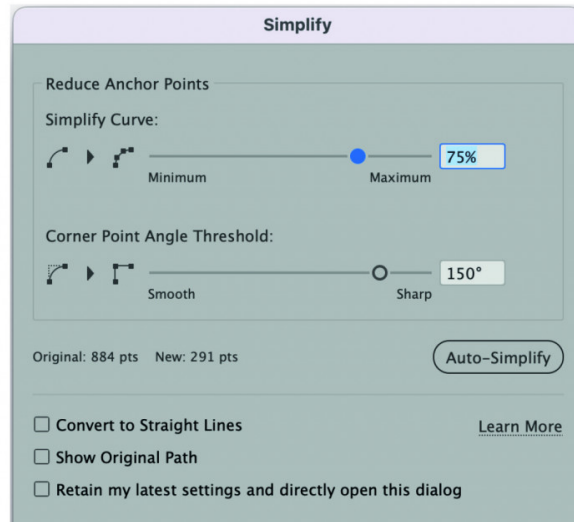 Simplify
Reduce Anchor Points
Simplify Curve:
75%
Minimum Maximum
Corner Point Angle Threshold:
150°
Smooth Sharp
Original: 884 pts New: 291 pts Auto-Simplify
Convert to Straight Lines Learn More
Show Original Path
Retain my latest settings and directly open this dialog